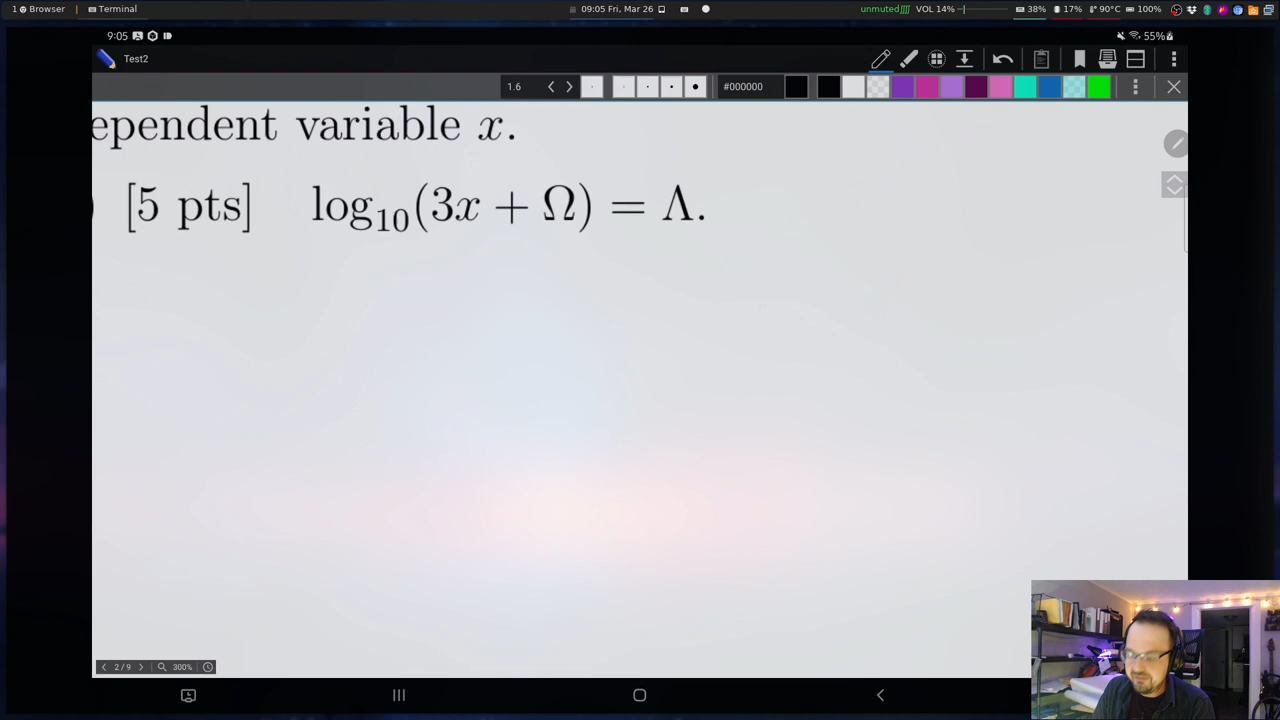 1 Browser Terminal 09:05 Fri, Mar 26 unmuted VOL 14% 38% 17% 90°C 100%
9:05 55%
Test2
1.6 #000000
ependent variable x.
) [5 pts] log₁₀(3x + Ω) = Λ.
2 / 9 300%